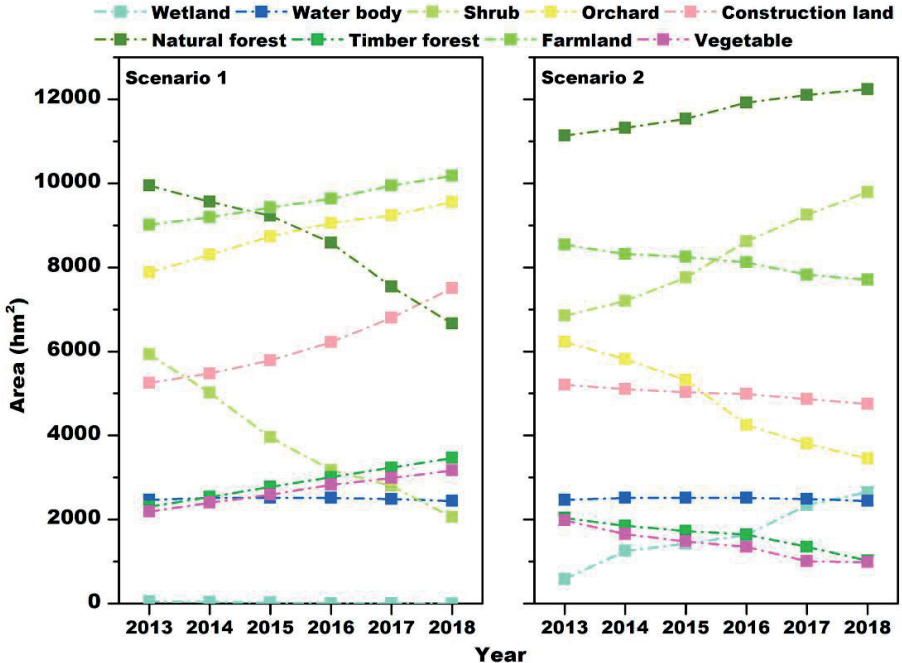 Wetland Water body Shrub Orchard Construction land
Natural forest Timber forest Farmland Vegetable
Scenario 1
Scenario 2
12000
10000
8000
6000
4000
2000
0
Area (hm²)
2013 2014 2015 2016 2017 2018
2013 2014 2015 2016 2017 2018
Year